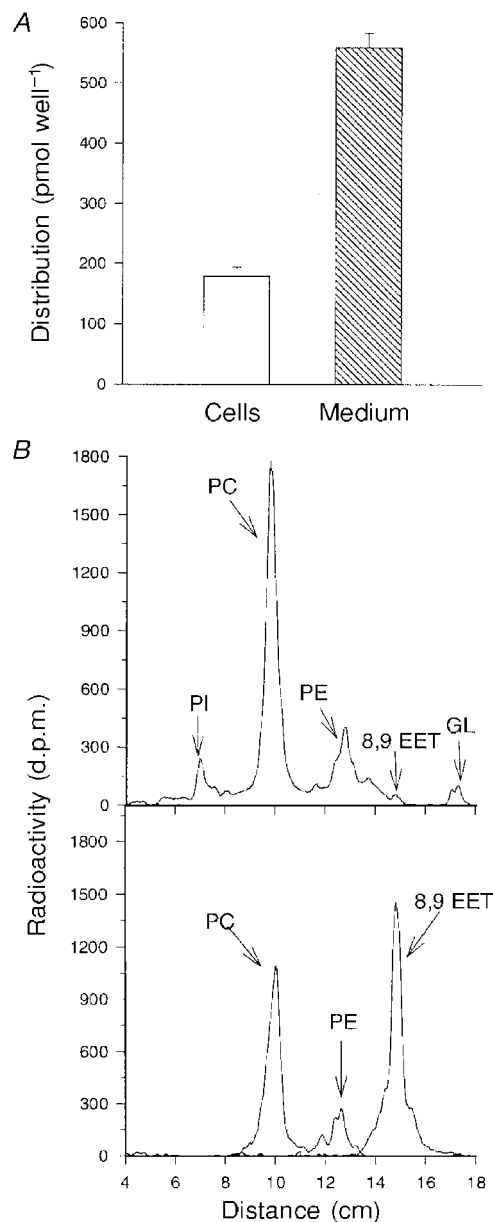 A
600
500
400
300
200
100
0
Distribution (pmol well⁻¹)
Cells Medium
B
1800
1500
1200
900
600
300
0
PC
PI
PE
8,9 EET
GL
Radioactivity (d.p.m.)
1800
1500
1200
900
600
300
0
PC
PE
8,9 EET
4 6 8 10 12 14 16 18
Distance (cm)